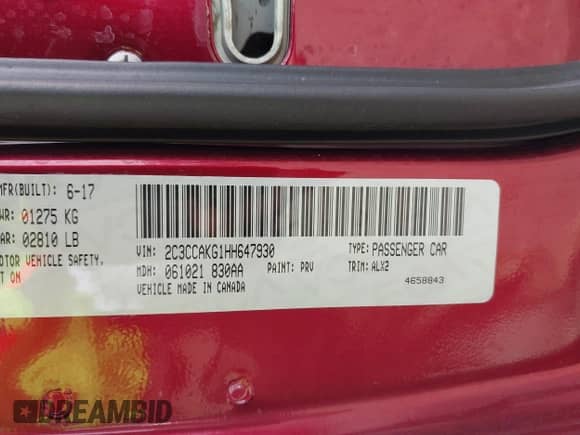 MFR(BUILT): 6-17
WR: 01275 KG
AR: 02810 LB
OTOR VEHICLE SAFETY,
T ON
VIN: 2C3CCAKG1HH647930 TYPE: PASSENGER CAR
MDH: 061021 830AA PAINT: PRV TRIM: ALX2
VEHICLE MADE IN CANADA 4658843
DREAMBID